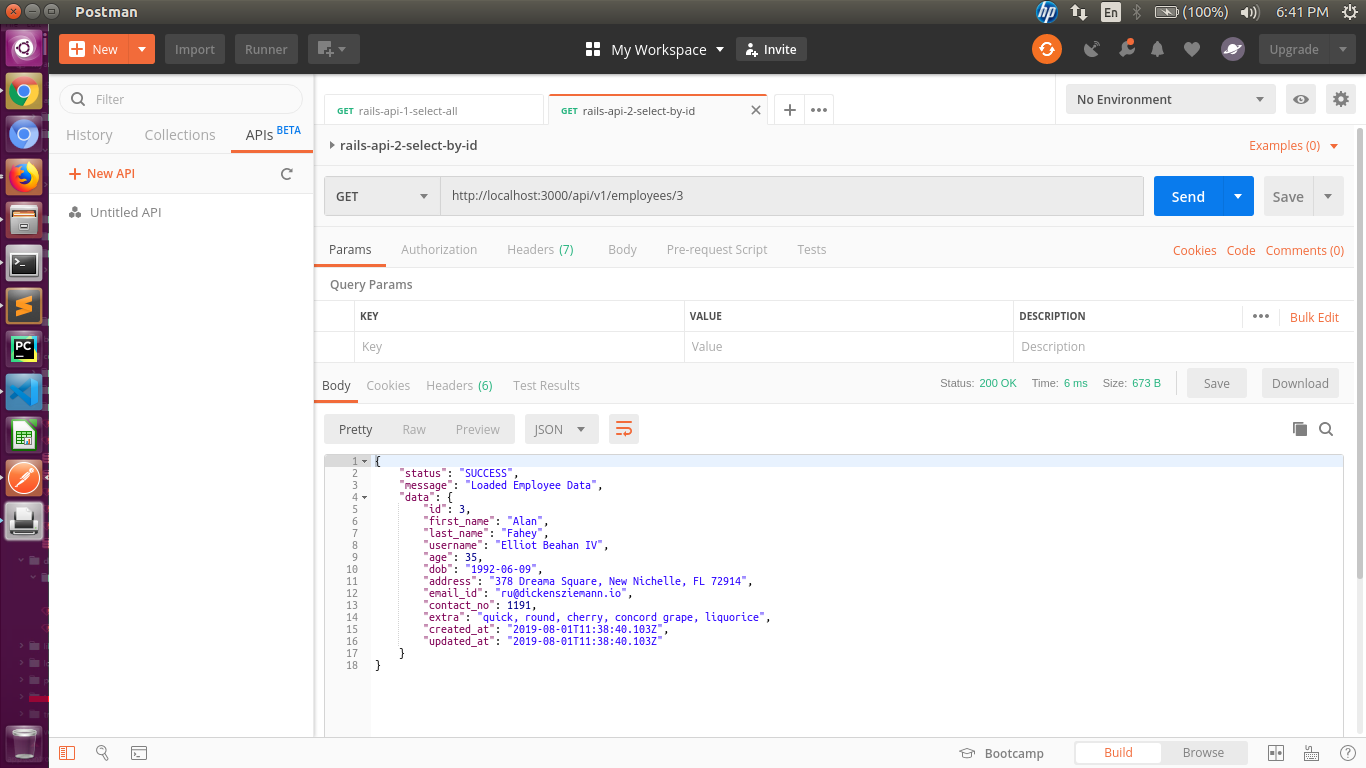 Postman
En
(100%)
6:41 PM
New
Import
Runner
My Workspace
Invite
Upgrade
Filter
History
Collections
APIs BETA
New API
Untitled API
GET rails-api-1-select-all
GET rails-api-2-select-by-id
No Environment
rails-api-2-select-by-id
Examples (0)
GET
http://localhost:3000/api/v1/employees/3
Send
Save
Params
Authorization
Headers (7)
Body
Pre-request Script
Tests
Cookies
Code
Comments (0)
Query Params
KEY
VALUE
DESCRIPTION
Bulk Edit
Key
Value
Description
Body
Cookies
Headers (6)
Test Results
Status: 200 OK
Time: 6 ms
Size: 673 B
Save
Download
Pretty
Raw
Preview
JSON
1 {
2 "status": "SUCCESS",
3 "message": "Loaded Employee Data",
4 "data": {
5 "id": 3,
6 "first_name": "Alan",
7 "last_name": "Fahey",
8 "username": "Elliot Beahan IV",
9 "age": 35,
10 "dob": "1992-06-09",
11 "address": "378 Dreama Square, New Nichelle, FL 72914",
12 "email_id": "ru@dickensziemann.io",
13 "contact_no": 1191,
14 "extra": "quick, round, cherry, concord grape, liquorice",
15 "created_at": "2019-08-01T11:38:40.103Z",
16 "updated_at": "2019-08-01T11:38:40.103Z"
17 }
18 }
Bootcamp
Build
Browse
hp
PC